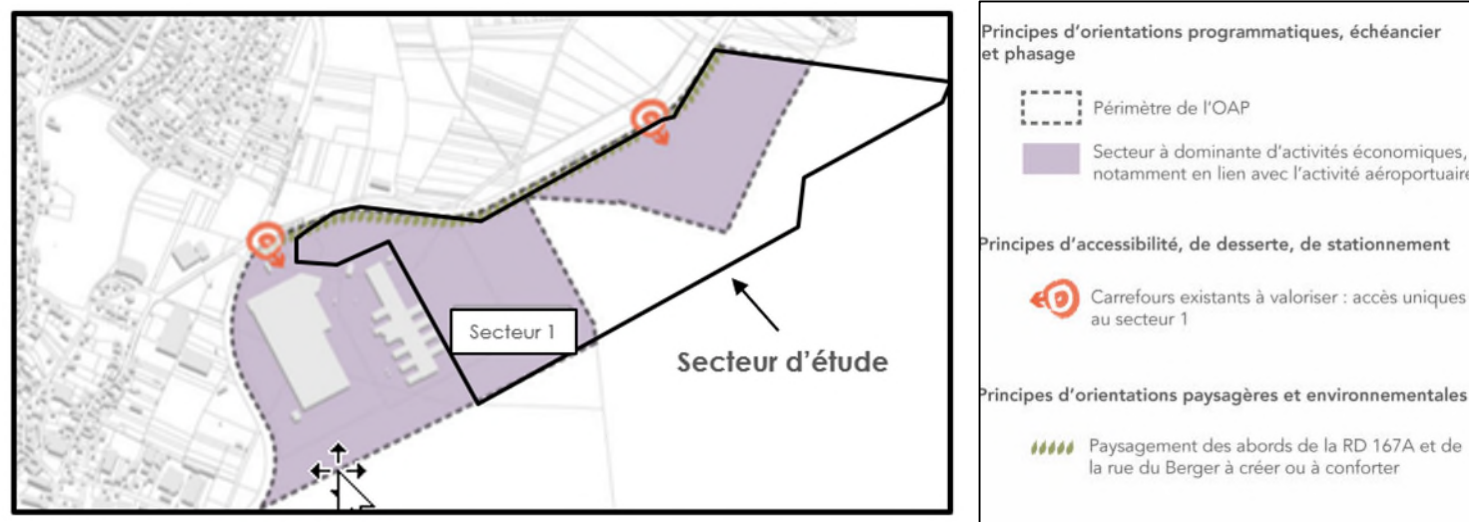 Secteur 1
Secteur d’étude
Principes d’orientations programmatiques, échéancier
et phasage
Périmètre de l’OAP
Secteur à dominante d’activités économiques,
notamment en lien avec l’activité aéroportuaire
Principes d’accessibilité, de desserte, de stationnement
Carrefours existants à valoriser : accès uniques
au secteur 1
Principes d’orientations paysagères et environnementales
Paysagement des abords de la RD 167A et de
la rue du Berger à créer ou à conforter